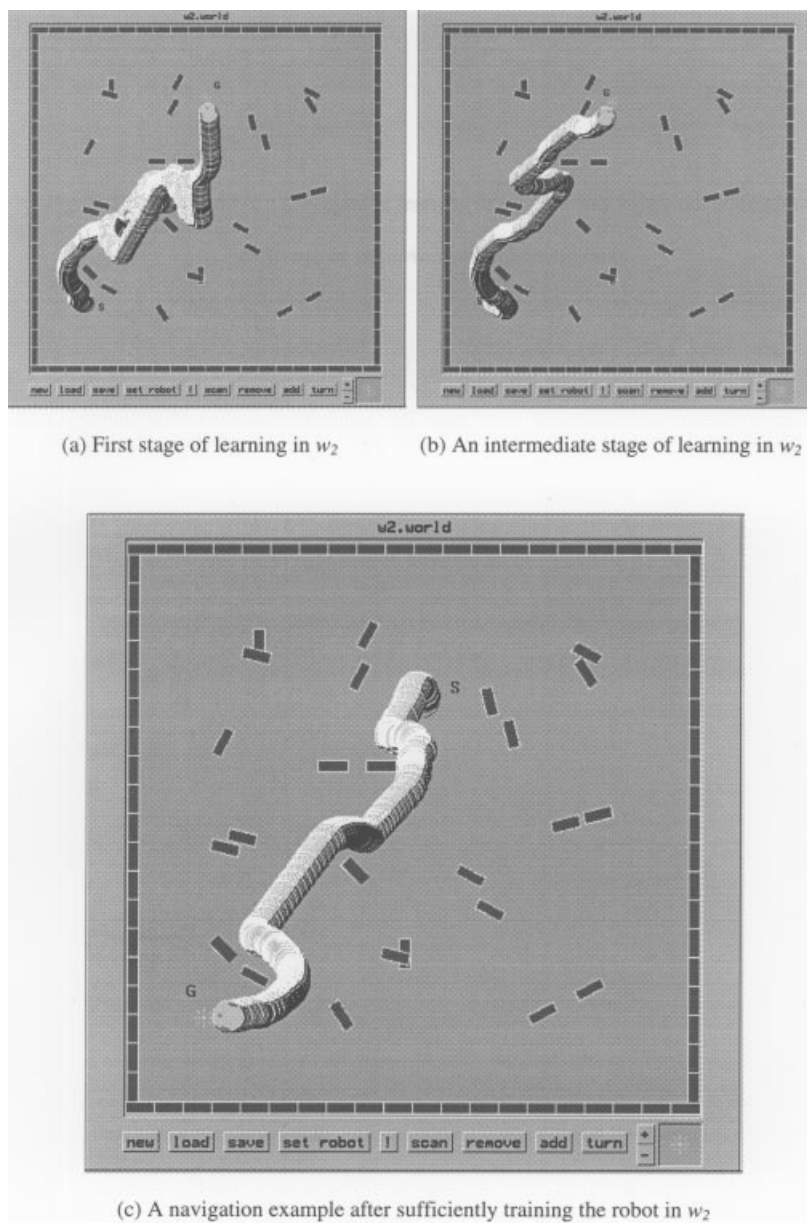 w2.world
G
S
new load save set robot ! scan remove add turn + -
(a) First stage of learning in w2
w2.world
G
new load save set robot ! scan remove add turn + -
(b) An intermediate stage of learning in w2
w2.world
S
G
new load save set robot ! scan remove add turn + -
(c) A navigation example after sufficiently training the robot in w2